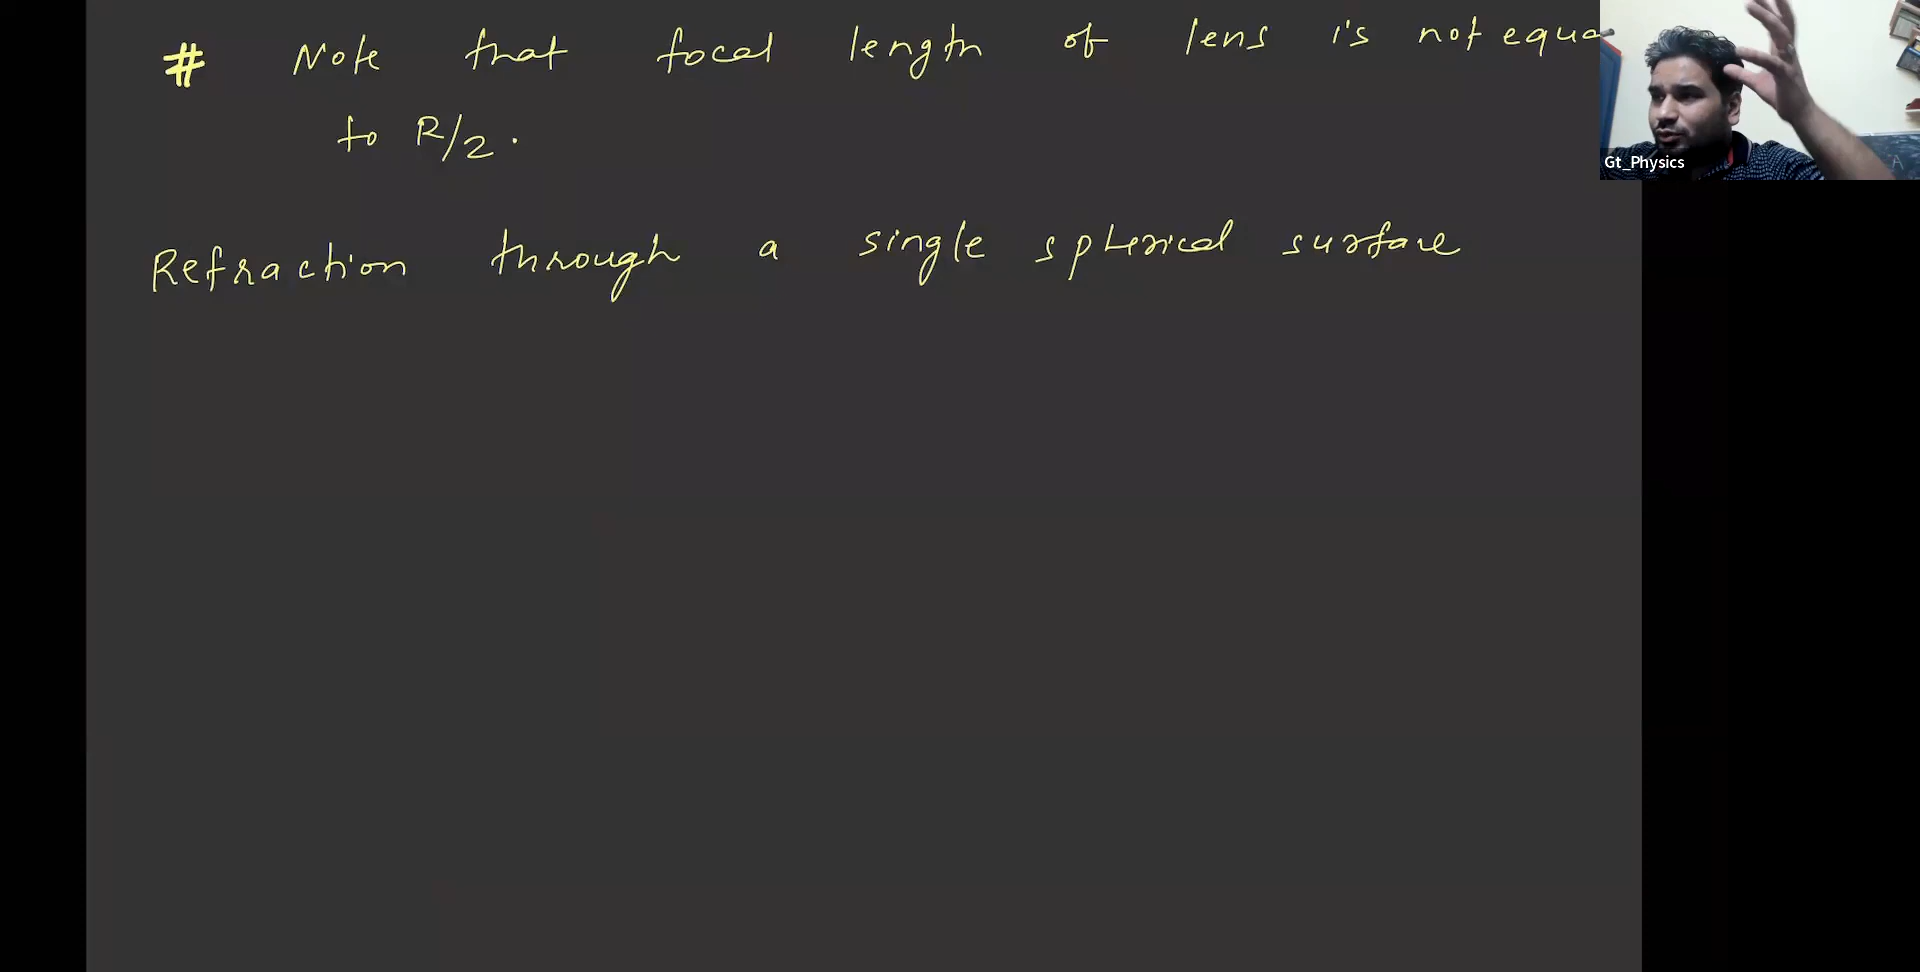 # Note that focal length of lens is not equa
to R/2.
Gt_Physics
Refraction through a single spherical surface